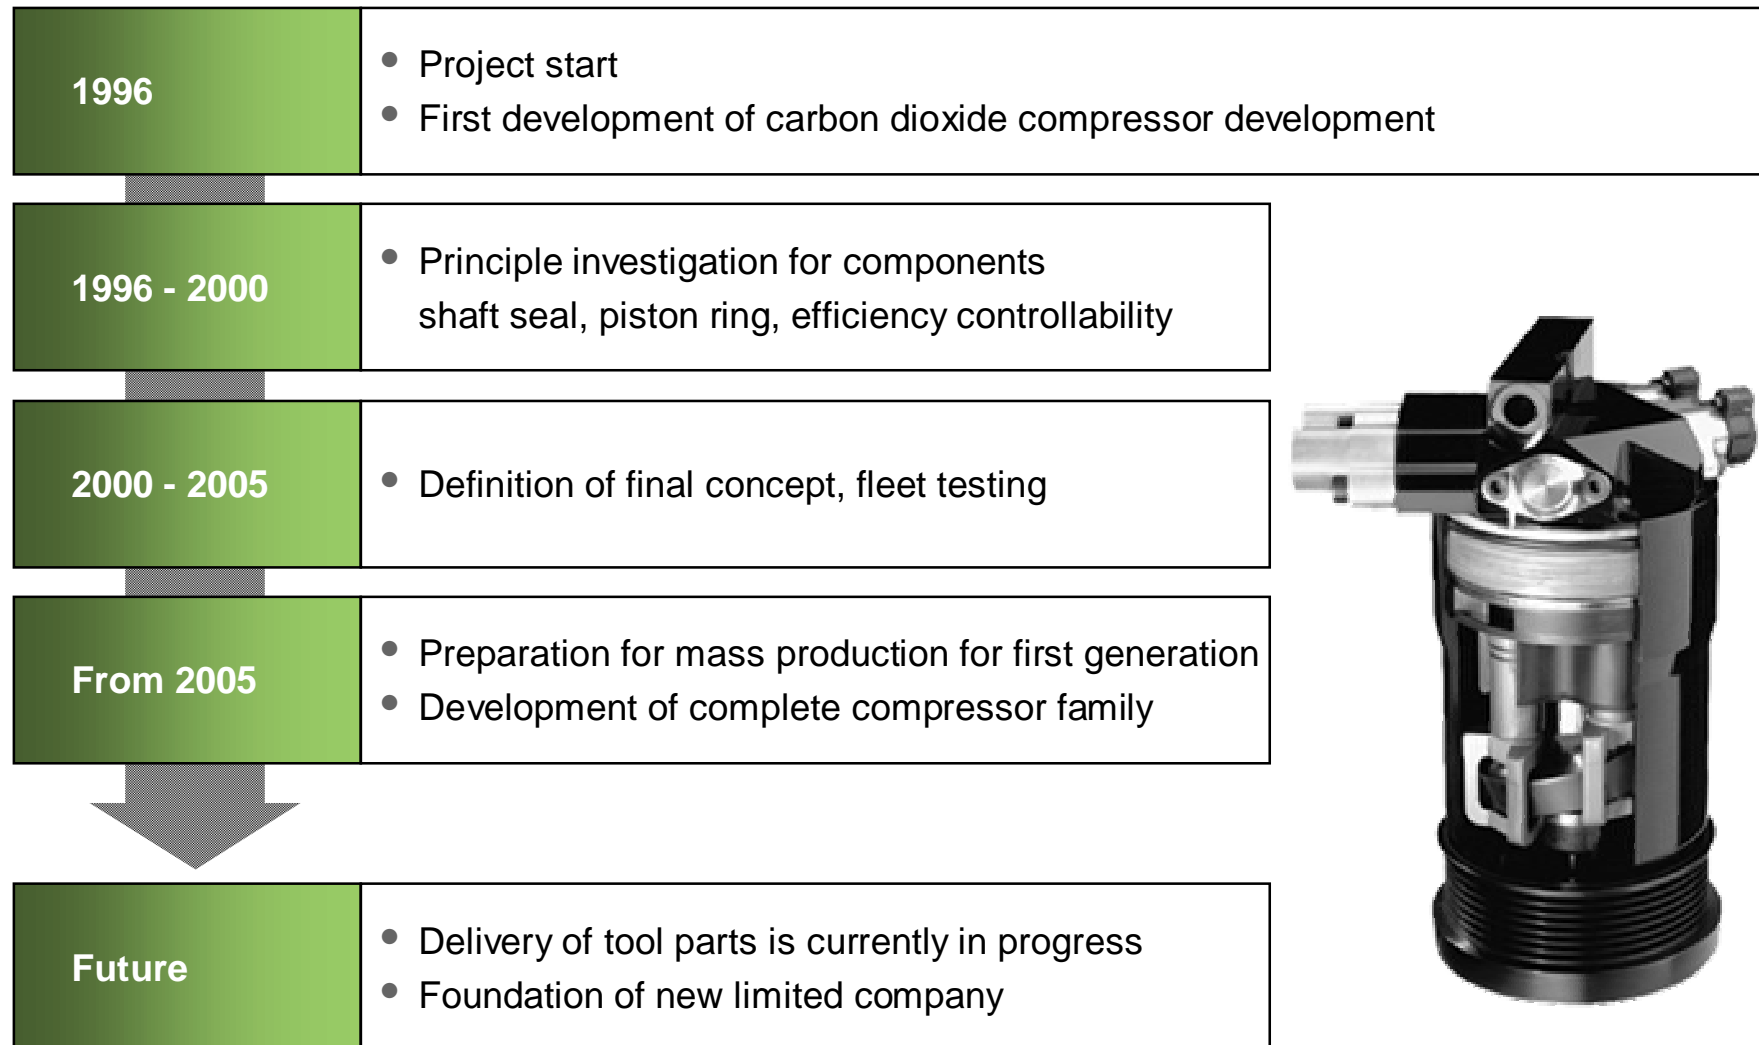 1996
• Project start
• First development of carbon dioxide compressor development
1996 - 2000
• Principle investigation for components
shaft seal, piston ring, efficiency controllability
2000 - 2005
• Definition of final concept, fleet testing
From 2005
• Preparation for mass production for first generation
• Development of complete compressor family
Future
• Delivery of tool parts is currently in progress
• Foundation of new limited company